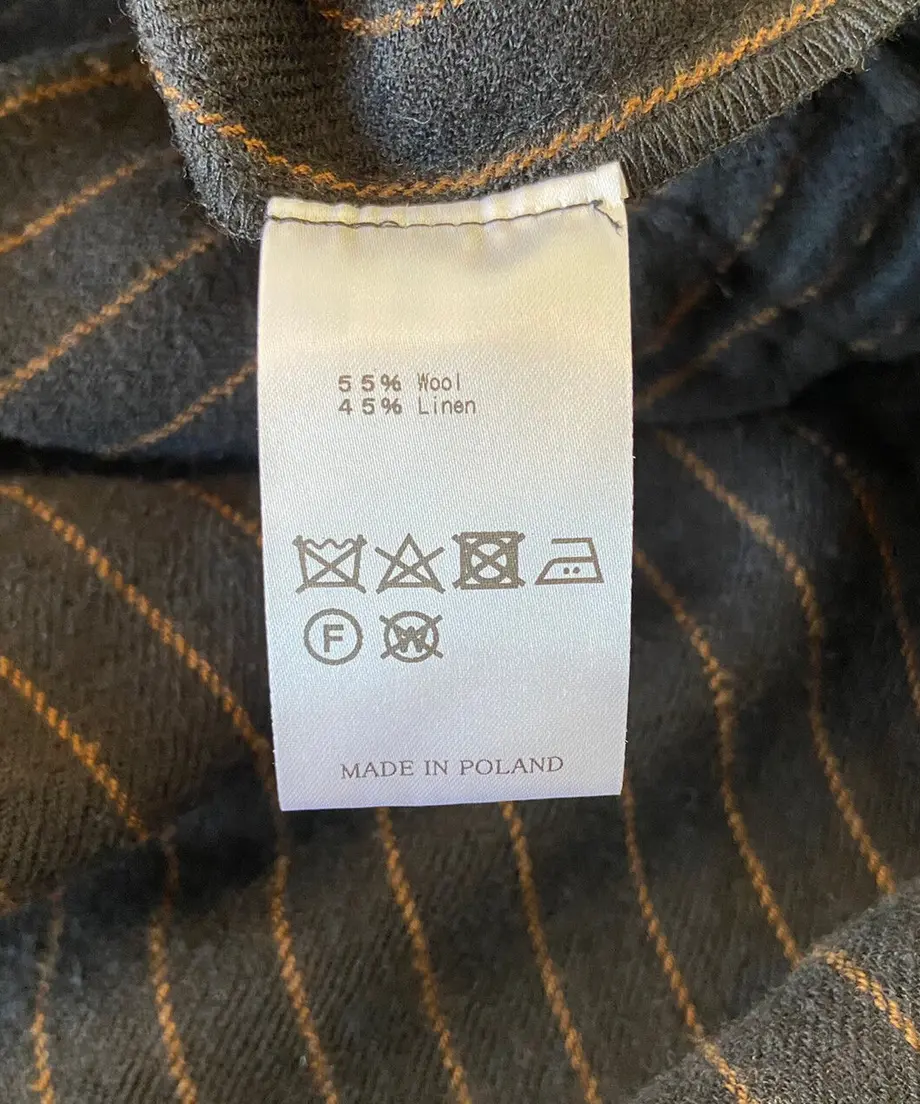 55% Wool
45% Linen
F W
MADE IN POLAND